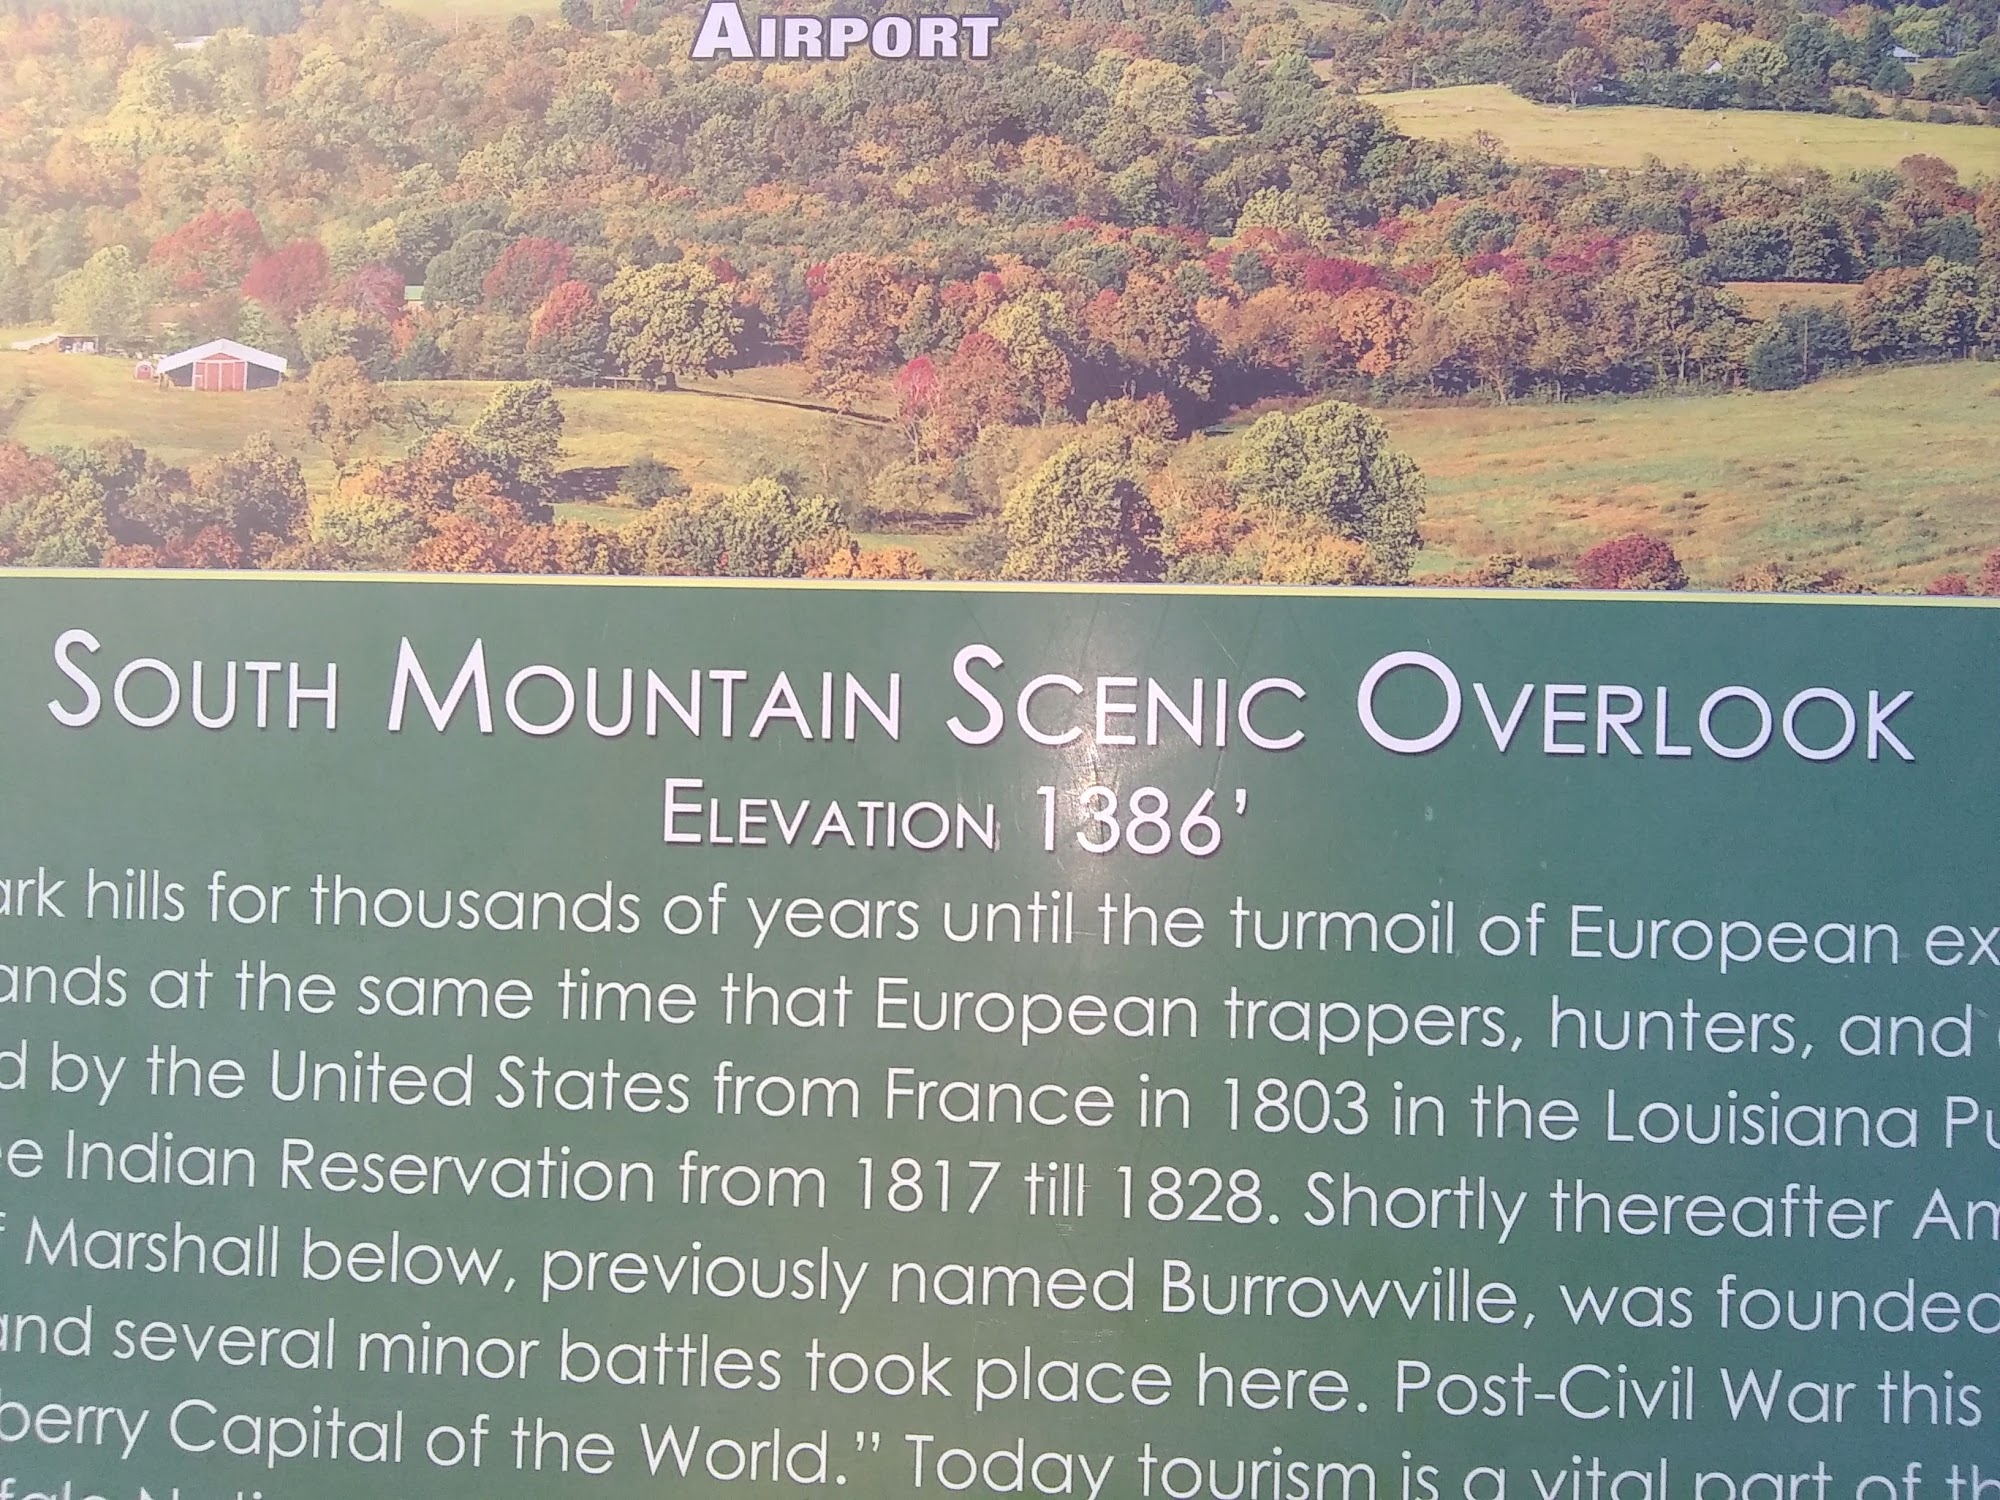 AIRPORT
SOUTH MOUNTAIN SCENIC OVERLOOK
ELEVATION 1386'
ark hills for thousands of years until the turmoil of European ex
ands at the same time that European trappers, hunters, and
d by the United States from France in 1803 in the Louisiana Pu
ee Indian Reservation from 1817 till 1828. Shortly thereafter Am
f Marshall below, previously named Burrowville, was founded
and several minor battles took place here. Post-Civil War this
berry Capital of the World.” Today tourism is a vital part of th